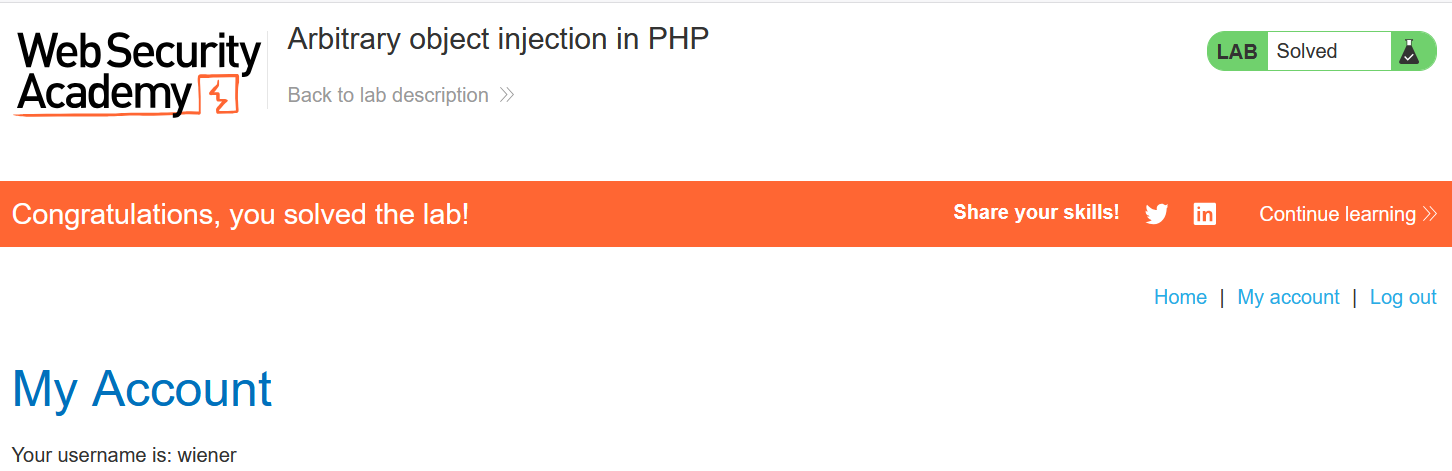 Web Security
Academy
Arbitrary object injection in PHP
Back to lab description
LAB Solved
Congratulations, you solved the lab!
Share your skills!
Continue learning
Home | My account | Log out
My Account
Your username is: wiener